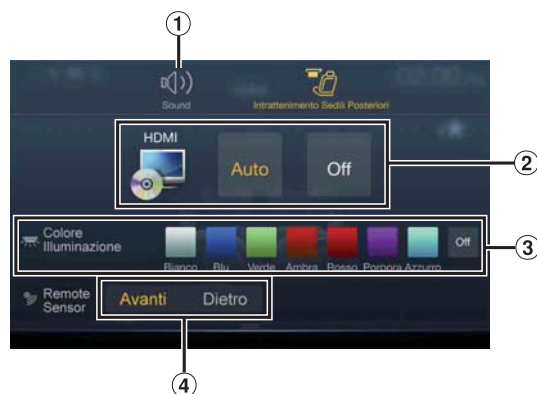 1
Sound
Intrattenimento Sedili Posteriori
HDMI
Auto
Off
2
Colore
Illuminazione
Bianco
Blu
Verde
Ambra
Rosso
Porpora
Azzurro
Off
3
Remote
Sensor
Avanti
Dietro
4